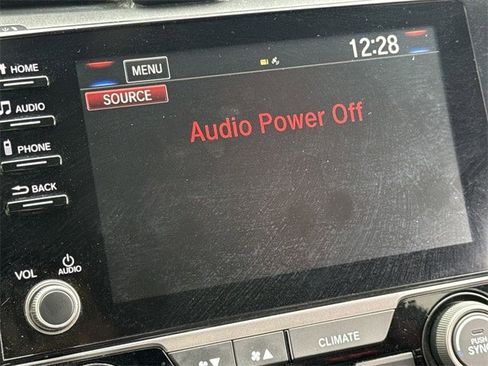 HOME
MENU
12:28
SOURCE
AUDIO
Audio Power Off
PHONE
BACK
VOL
AUDIO
CLIMATE
PUSH
SYNC